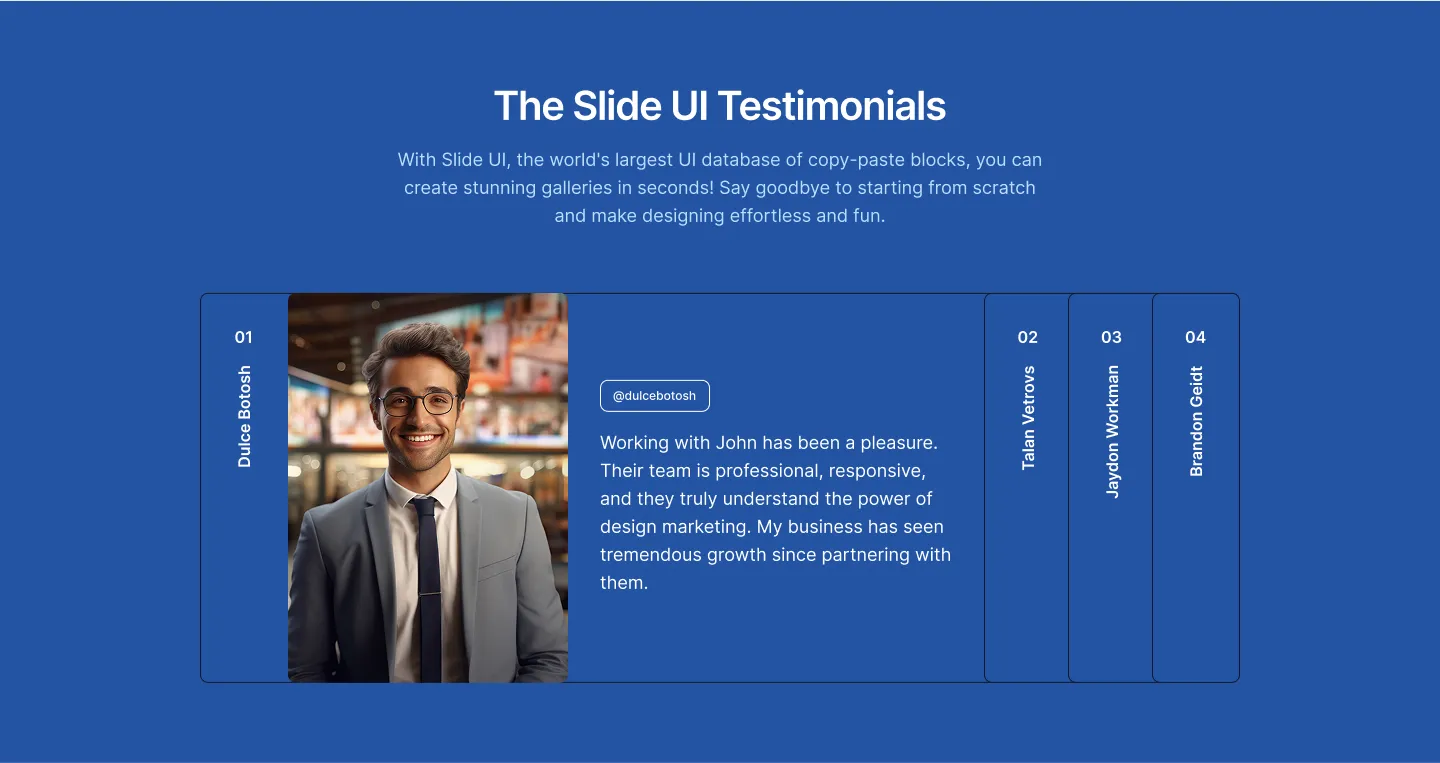 The Slide UI Testimonials
With Slide UI, the world's largest UI database of copy-paste blocks, you can
create stunning galleries in seconds! Say goodbye to starting from scratch
and make designing effortless and fun.
01
Dulce Botosh
@dulcebotosh
Working with John has been a pleasure.
Their team is professional, responsive,
and they truly understand the power of
design marketing. My business has seen
tremendous growth since partnering with
them.
02
Talan Vetrovs
03
Jaydon Workman
04
Brandon Geidt